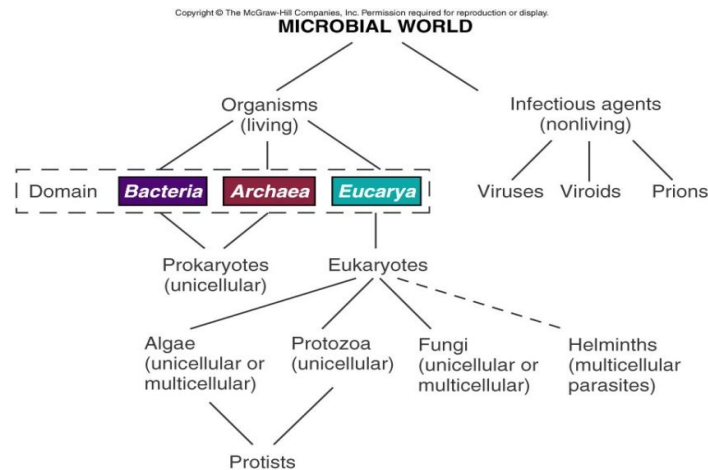 Copyright © The McGraw-Hill Companies, Inc. Permission required for reproduction or display.
MICROBIAL WORLD
Organisms
(living)
Infectious agents
(nonliving)
Domain
Bacteria
Archaea
Eucarya
Viruses
Viroids
Prions
Prokaryotes
(unicellular)
Eukaryotes
Algae
(unicellular or
multicellular)
Protozoa
(unicellular)
Fungi
(unicellular or
multicellular)
Helminths
(multicellular
parasites)
Protists